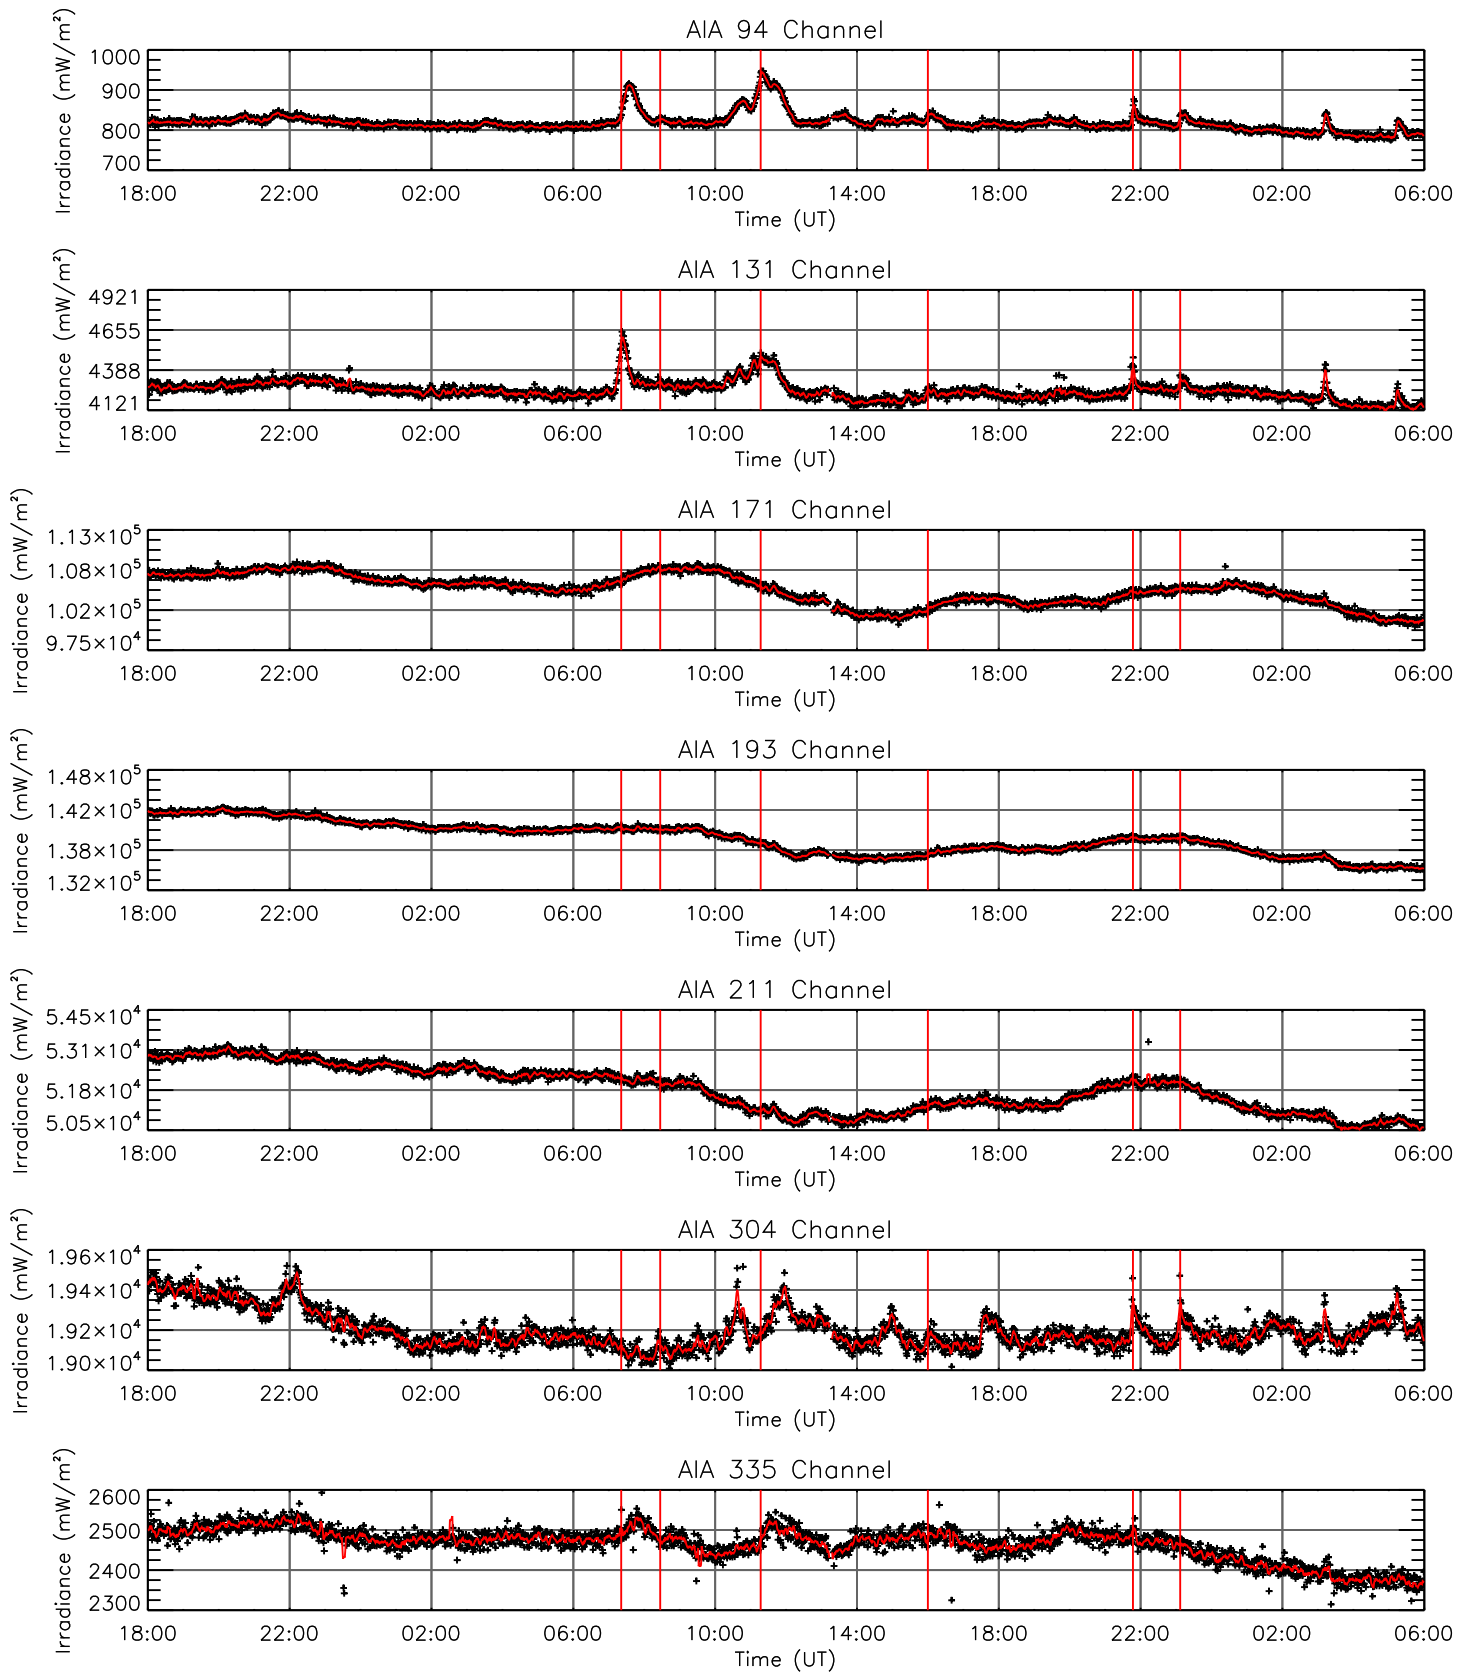 AIA 94 Channel
Irradiance (mW/m²)
1000
900
800
700
18:00 22:00 02:00 06:00 10:00 14:00 18:00 22:00 02:00 06:00
Time (UT)
AIA 131 Channel
Irradiance (mW/m²)
4921
4655
4388
4121
18:00 22:00 02:00 06:00 10:00 14:00 18:00 22:00 02:00 06:00
Time (UT)
AIA 171 Channel
Irradiance (mW/m²)
1.13×10⁵
1.08×10⁵
1.02×10⁵
9.75×10⁴
18:00 22:00 02:00 06:00 10:00 14:00 18:00 22:00 02:00 06:00
Time (UT)
AIA 193 Channel
Irradiance (mW/m²)
1.48×10⁵
1.42×10⁵
1.38×10⁵
1.32×10⁵
18:00 22:00 02:00 06:00 10:00 14:00 18:00 22:00 02:00 06:00
Time (UT)
AIA 211 Channel
Irradiance (mW/m²)
5.45×10⁴
5.31×10⁴
5.18×10⁴
5.05×10⁴
18:00 22:00 02:00 06:00 10:00 14:00 18:00 22:00 02:00 06:00
Time (UT)
AIA 304 Channel
Irradiance (mW/m²)
1.96×10⁴
1.94×10⁴
1.92×10⁴
1.90×10⁴
18:00 22:00 02:00 06:00 10:00 14:00 18:00 22:00 02:00 06:00
Time (UT)
AIA 335 Channel
Irradiance (mW/m²)
2600
2500
2400
2300
18:00 22:00 02:00 06:00 10:00 14:00 18:00 22:00 02:00 06:00
Time (UT)